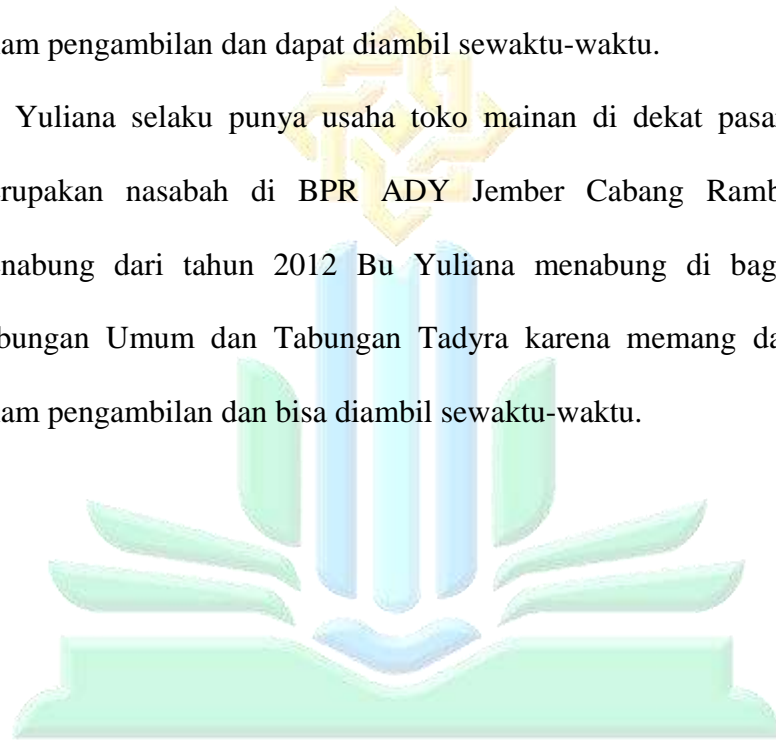 am pengambilan dan dapat diambil sewaktu-waktu.
Yuliana selaku punya usaha toko mainan di dekat pasar
rupakan nasabah di BPR ADY Jember Cabang Ramb
nabung dari tahun 2012 Bu Yuliana menabung di bag
bungan Umum dan Tabungan Tadyra karena memang da
am pengambilan dan bisa diambil sewaktu-waktu.